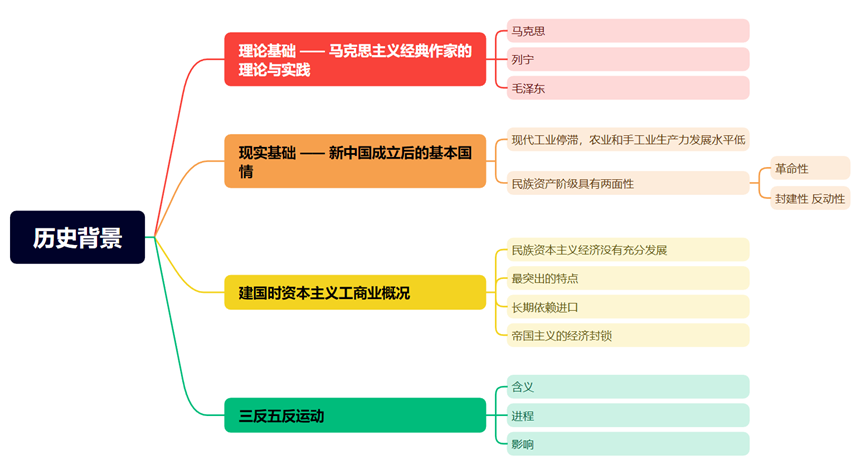 历史背景
理论基础 —— 马克思主义经典作家的
理论与实践
马克思
列宁
毛泽东
现实基础 —— 新中国成立后的基本国
情
现代工业停滞，农业和手工业生产力发展水平低
民族资产阶级具有两面性
革命性
封建性 反动性
建国时资本主义工商业概况
民族资本主义经济没有充分发展
最突出的特点
长期依赖进口
帝国主义的经济封锁
三反五反运动
含义
进程
影响